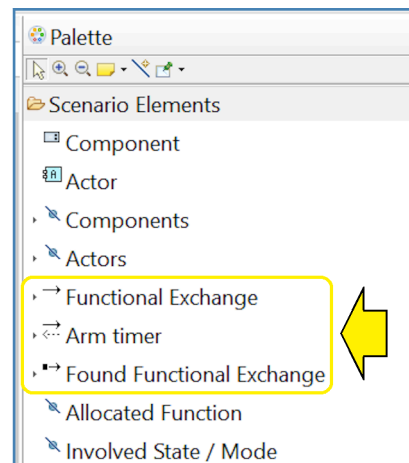 Palette
Scenario Elements
Component
Actor
Components
Actors
Functional Exchange
Arm timer
Found Functional Exchange
Allocated Function
Involved State / Mode